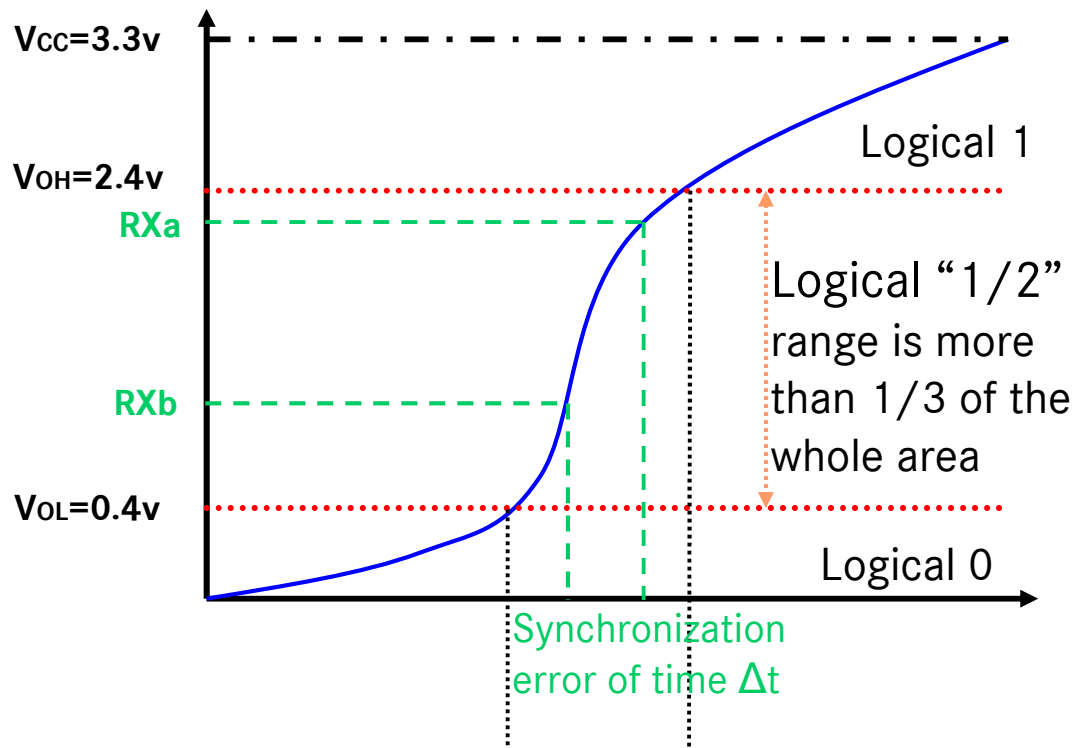 Vcc=3.3v
Logical 1
VOH=2.4v
RXa
Logical “1/2”
range is more
than 1/3 of the
whole area
RXb
VOL=0.4v
Logical 0
Synchronization
error of time Δt